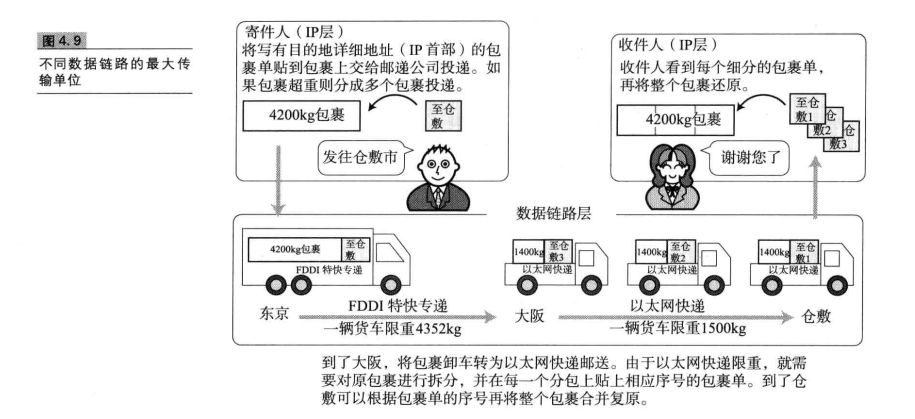 图 4.9
不同数据链路的最大传
输单位
寄件人（IP层）
将写有目的地详细地址（IP 首部）的包
裹单贴到包裹上交给邮递公司投递。如
果包裹超重则分成多个包裹投递。
4200kg包裹
至仓
敷
发往仓敷市
收件人（IP层）
收件人看到每个细分的包裹单，
再将整个包裹还原。
4200kg包裹
至仓
敷1
仓
敷2
仓
敷3
谢谢您了
数据链路层
4200kg包裹
至仓
敷
FDDI 特快专递
1400kg
至仓
敷3
以太网快递
1400kg
至仓
敷2
以太网快递
1400kg
至仓
敷1
以太网快递
东京
FDDI 特快专递
一辆货车限重4352kg
大阪
以太网快递
一辆货车限重1500kg
仓敷
到了大阪，将包裹卸车转为以太网快递邮送。由于以太网快递限重，就需
要对原包裹进行拆分，并在每一个分包上贴上相应序号的包裹单。到了仓
敷可以根据包裹单的序号再将整个包裹合并复原。